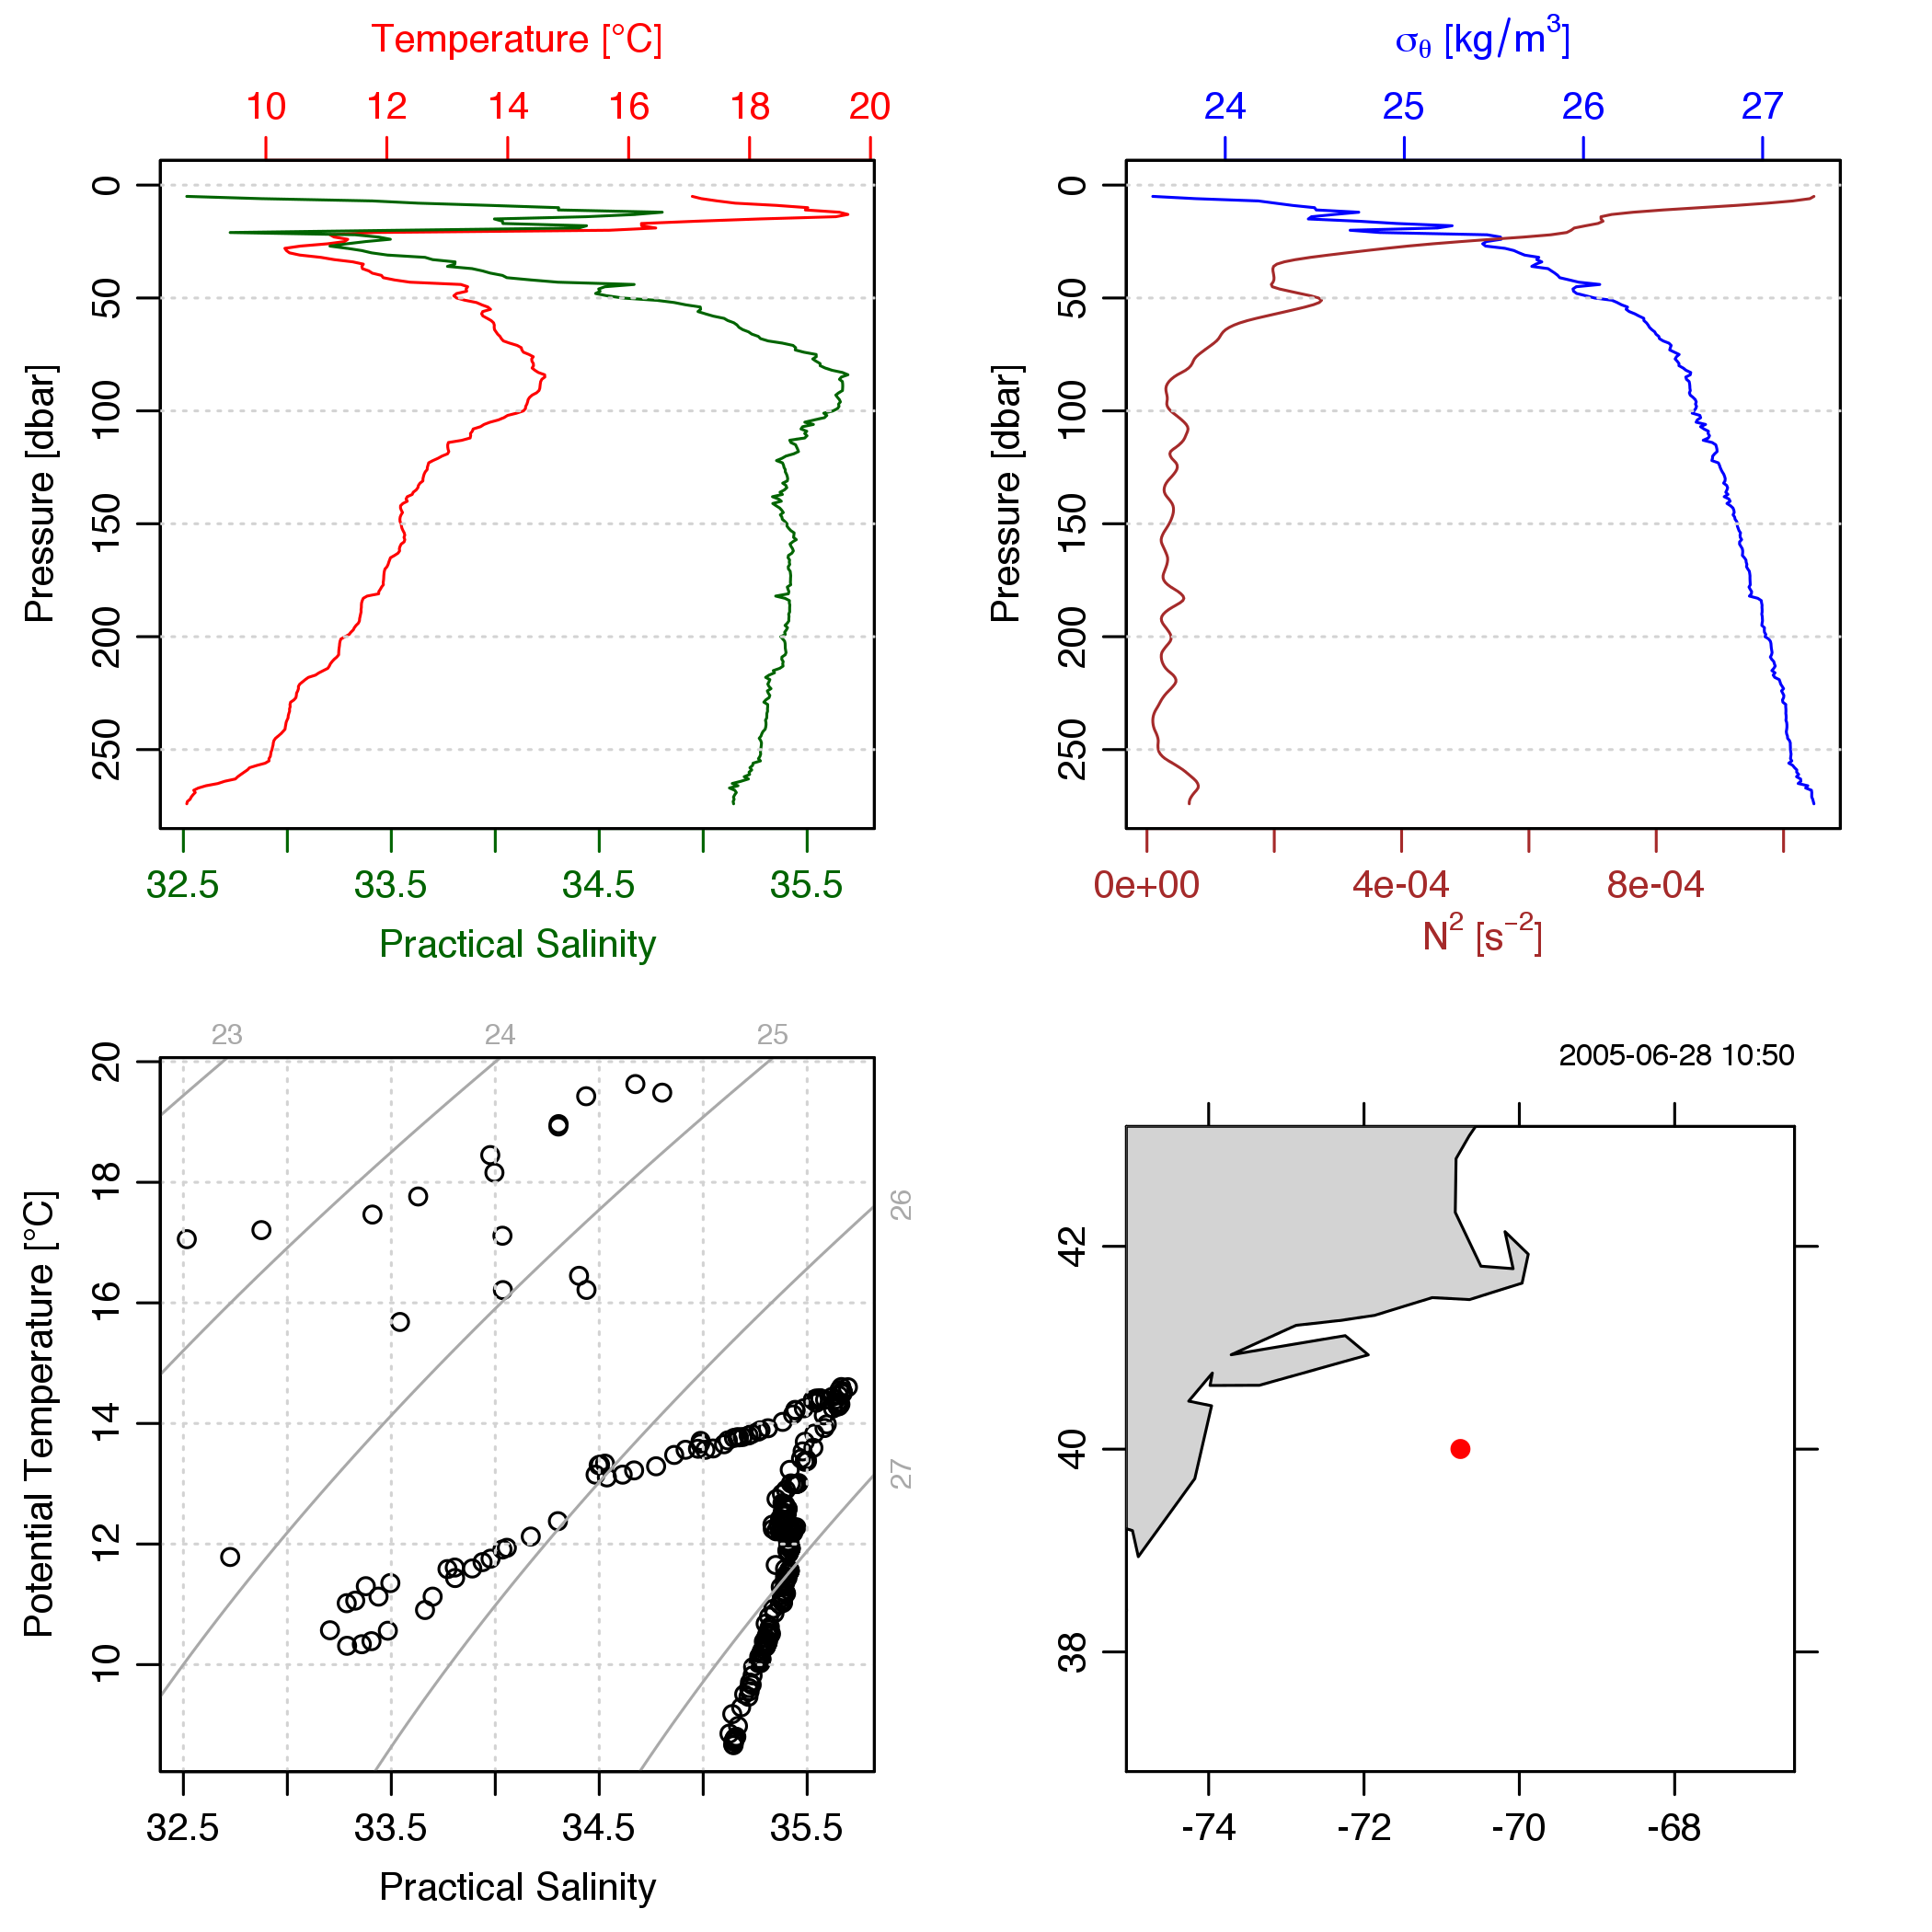 Temperature [°C]
10 12 14 16 18 20
0
50
100
150
200
250
Pressure [dbar]
32.5 33.5 34.5 35.5
Practical Salinity
σθ [kg/m³]
24 25 26 27
0
50
100
150
200
250
Pressure [dbar]
0e+00 4e-04 8e-04
N² [s⁻²]
23 24 25
26
27
20
18
16
14
12
10
Potential Temperature [°C]
32.5 33.5 34.5 35.5
Practical Salinity
2005-06-28 10:50
42
40
38
-74 -72 -70 -68